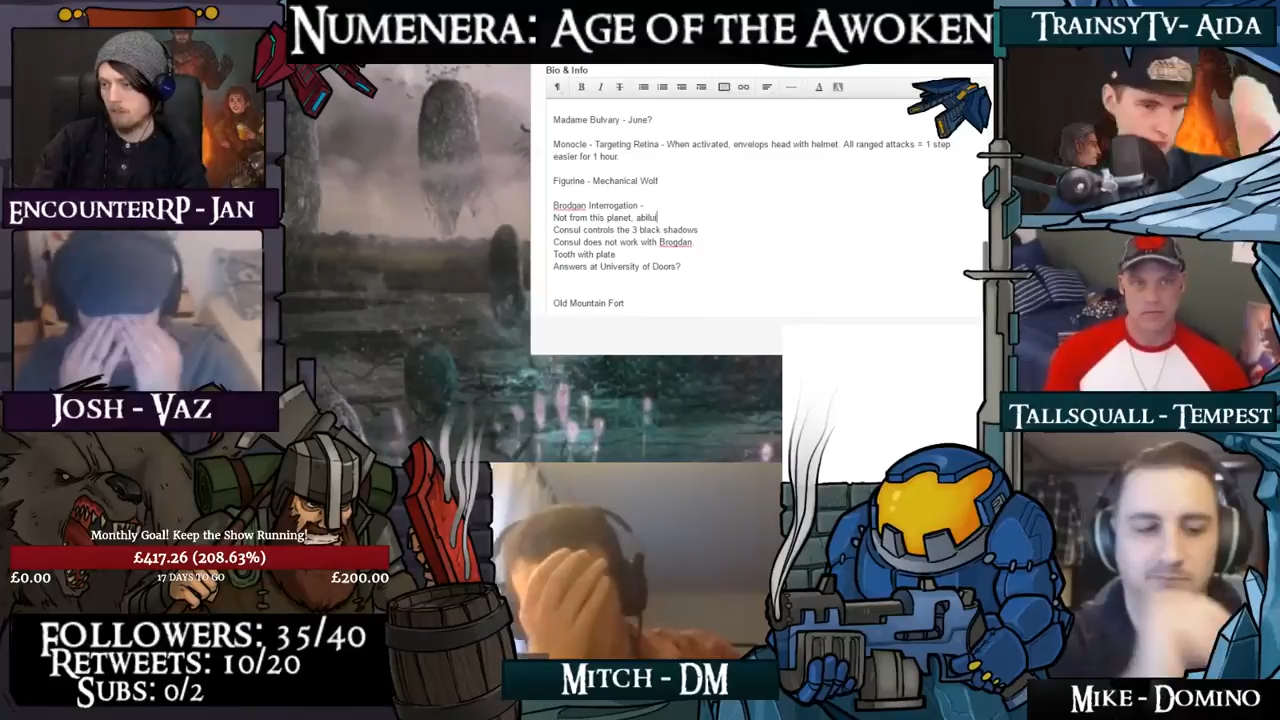 NUMENERA: AGE OF THE AWOKEN
TRAINSYTV- AIDA
Bio & Info
Madame Bulvary - June?
Monocle - Targeting Retina - When activated, envelops head with helmet. All ranged attacks = 1 step
easier for 1 hour.
Figurine - Mechanical Wolf
Brodgan Interrogation -
Not from this planet, abilui
Consul controls the 3 black shadows
Consul does not work with Brogdan
Tooth with plate
Answers at University of Doors?
Old Mountain Fort
ENCOUNTERRP - JAN
JOSH - VAZ
TALLSQUALL - TEMPEST
Monthly Goal! Keep the Show Running!
£417.26 (208.63%)
£0.00 17 DAYS TO GO £200.00
FOLLOWERS: 35/40
RETWEETS: 10/20
SUBS: 0/2
MITCH - DM
MIKE - DOMINO